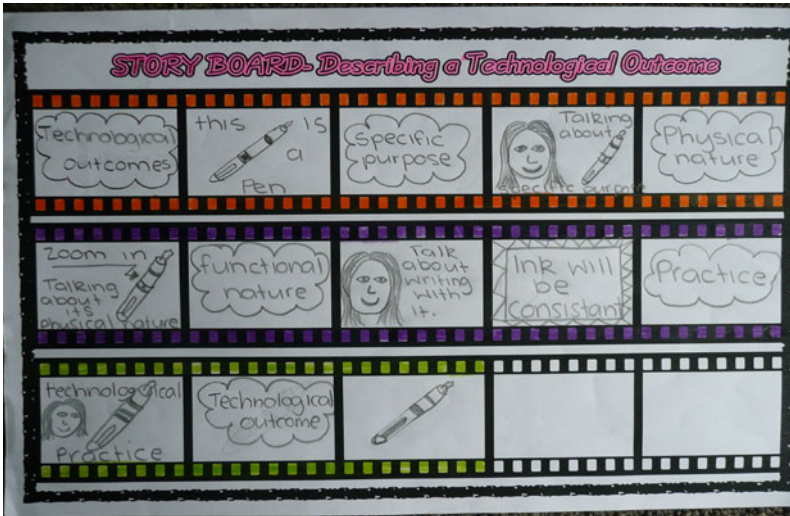 STORY BOARD- Describing a Technological Outcome
Technological
outcomes
this is
a
Pen
Specific
purpose
Talking
about
specific purpose
Physical
nature
Zoom in
Talking
about
its
physical nature
functional
nature
Talk
about
writing
with
it.
Ink will
be
consistant
Practice
technological
Practice
Technological
outcome